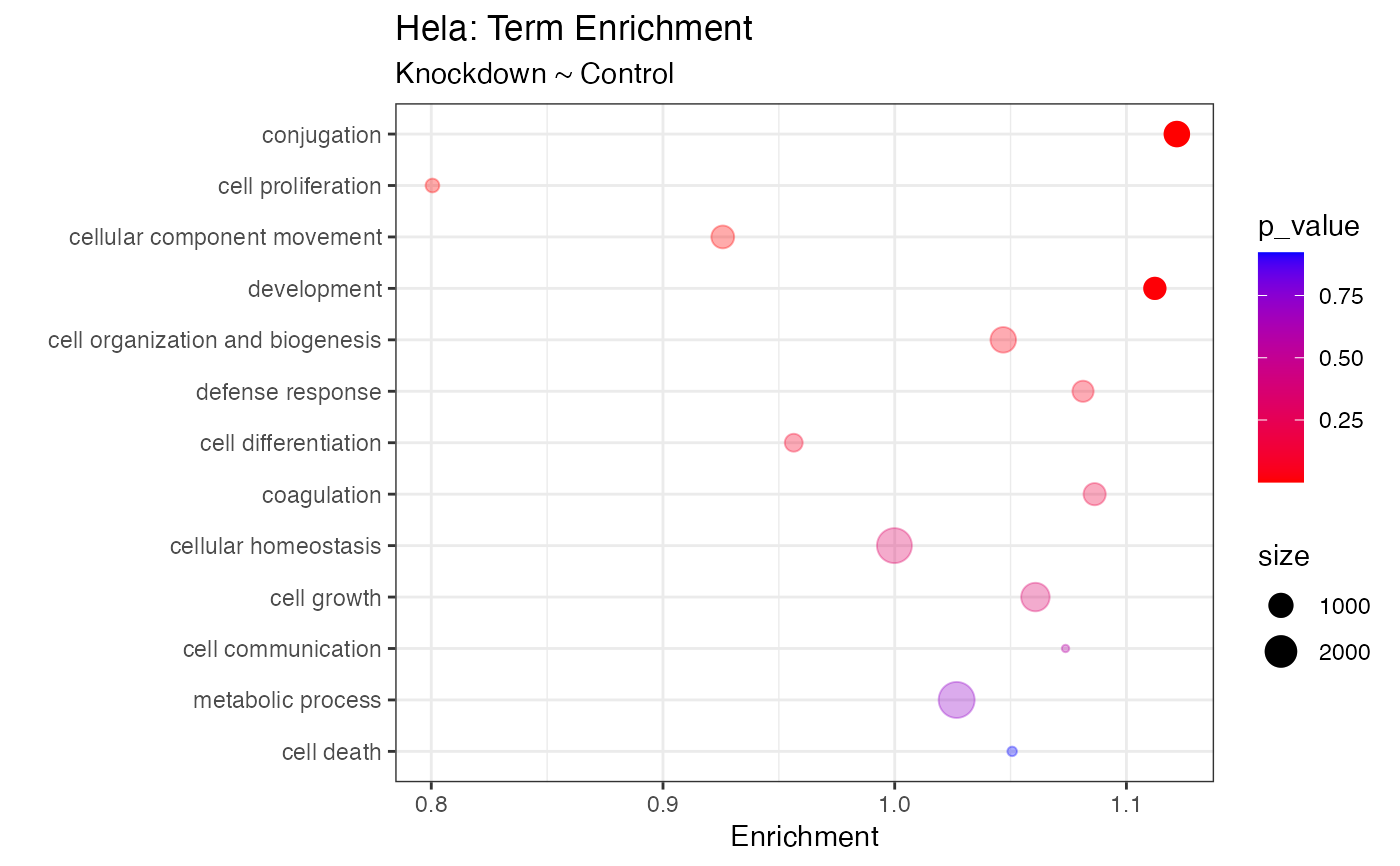 Hela: Term Enrichment
Knockdown ~ Control
conjugation
cell proliferation
cellular component movement
development
cell organization and biogenesis
defense response
cell differentiation
coagulation
cellular homeostasis
cell growth
cell communication
metabolic process
cell death
0.8 0.9 1.0 1.1
Enrichment
p_value
0.75
0.50
0.25
size
1000
2000